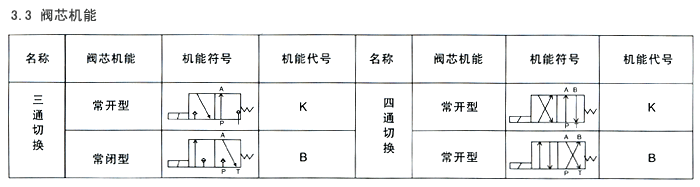 3.3 阀芯机能
名称 阀芯机能 机能符号 机能代号 名称 阀芯机能 机能符号 机能代号
三通切换 常开型 A P T K 四通切换 常开型 A B P T K
常闭型 A P T B 常开型 A B P T B